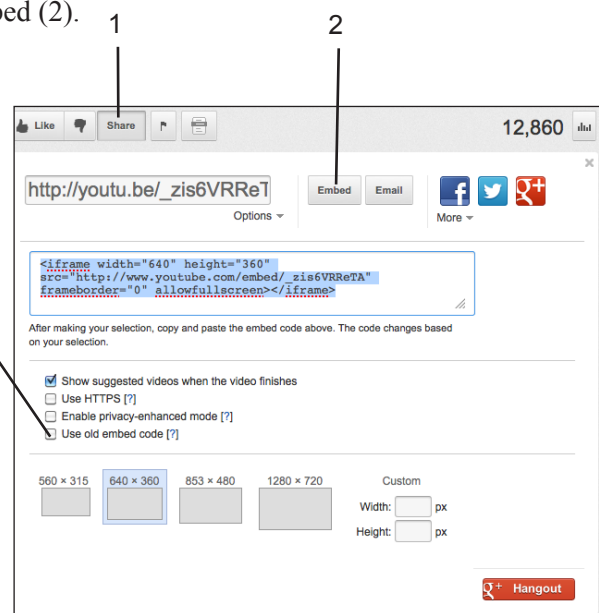 bed (2).
1
2
Like Share 12,860
http://youtu.be/_zis6VRReT Embed Email
Options More
<iframe width="640" height="360"
src="http://www.youtube.com/embed/_zis6VRReTA"
frameborder="0" allowfullscreen></iframe>
After making your selection, copy and paste the embed code above. The code changes based
on your selection.
Show suggested videos when the video finishes
Use HTTPS [?]
Enable privacy-enhanced mode [?]
Use old embed code [?]
560 × 315 640 × 360 853 × 480 1280 × 720 Custom
Width: px
Height: px
g+ Hangout